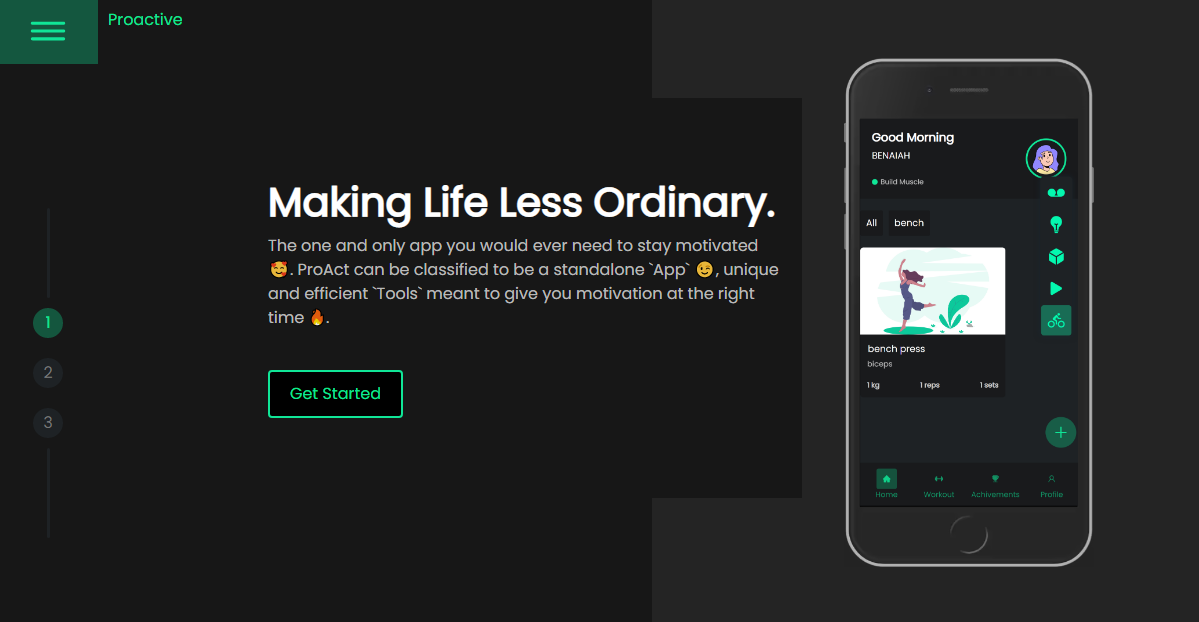 Proactive
Making Life Less Ordinary.
The one and only app you would ever need to stay motivated
🥰. ProAct can be classified to be a standalone `App` 😉, unique
and efficient `Tools` meant to give you motivation at the right
time 🔥.
Get Started
1
2
3
Good Morning
BENAIAH
Build Muscle
All bench
bench press
biceps
1 kg 1 reps 1 sets
Home Workout Achivements Profile